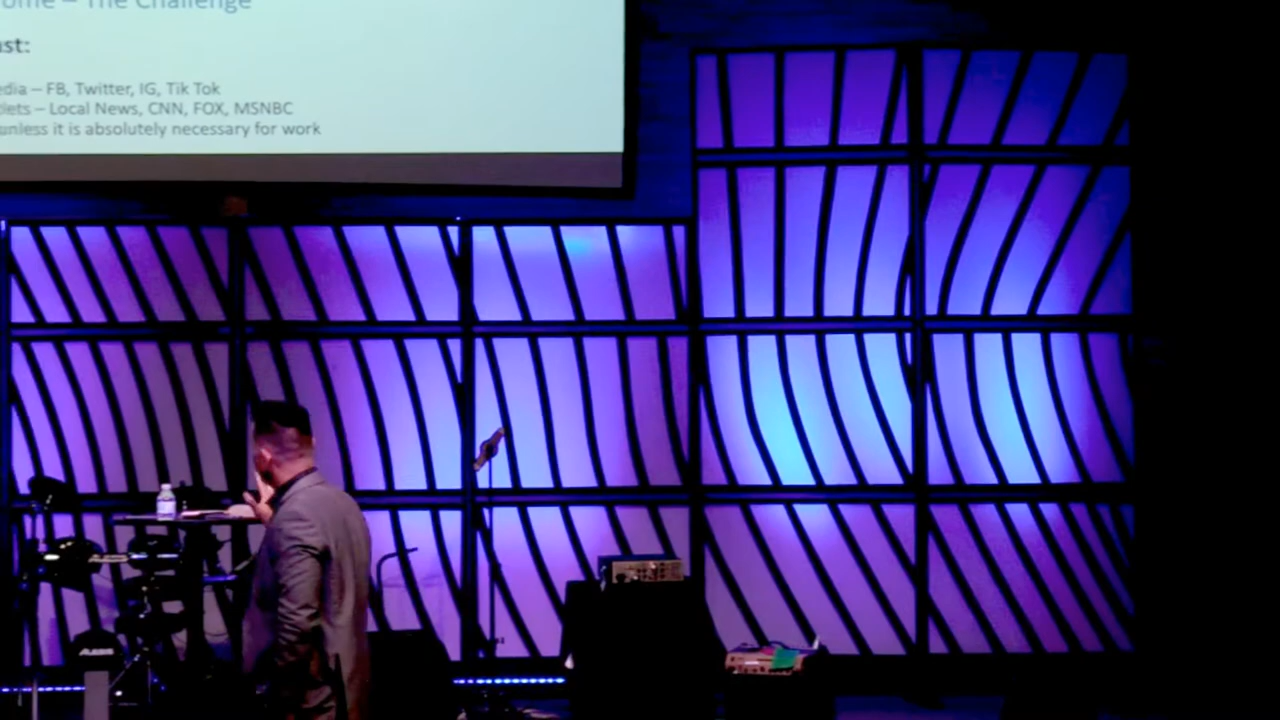 ome – The Challenge
ast:
edia – FB, Twitter, IG, Tik Tok
tlets – Local News, CNN, FOX, MSNBC
unless it is absolutely necessary for work
ALESIS